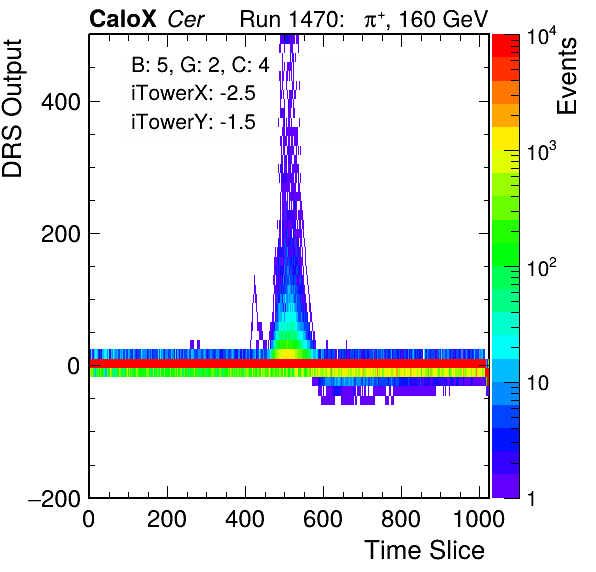 CaloX Cer Run 1470: π⁺, 160 GeV
B: 5, G: 2, C: 4
iTowerX: -2.5
iTowerY: -1.5
DRS Output
400
200
0
−200
0 200 400 600 800 1000
Time Slice
Events
10⁴
10³
10²
10
1